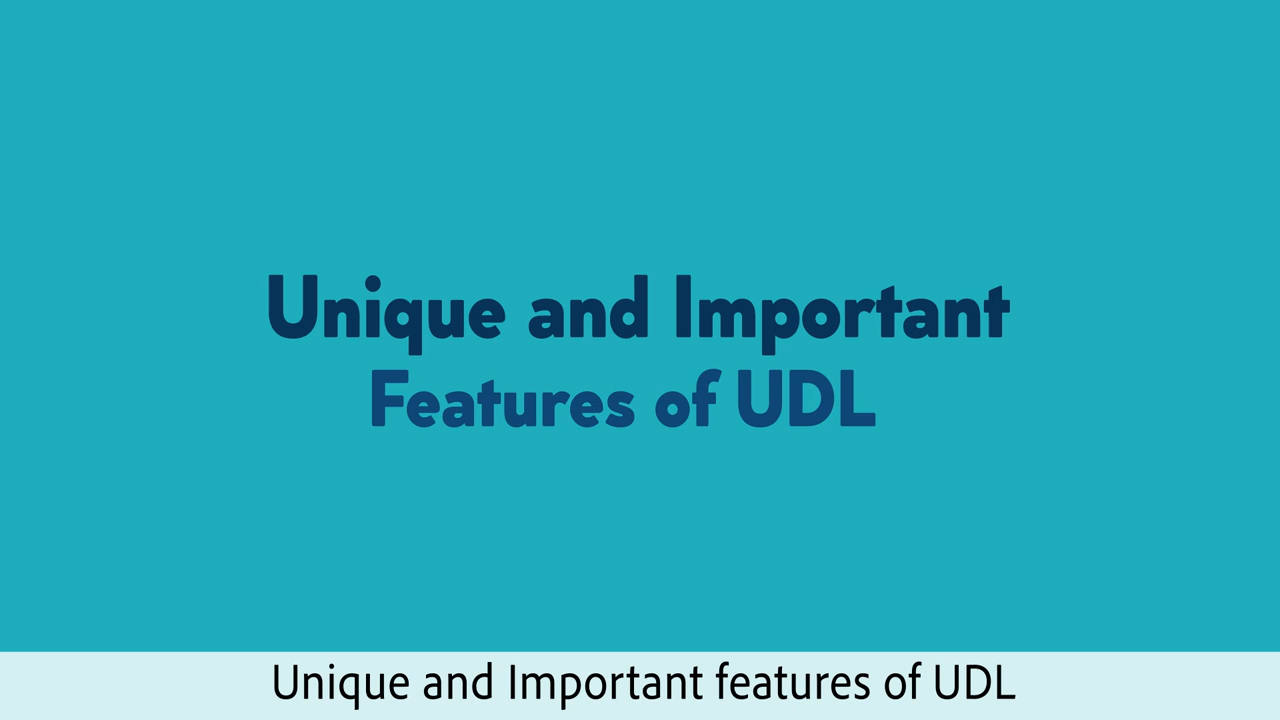 Unique and Important
Features of UDL
Unique and Important features of UDL